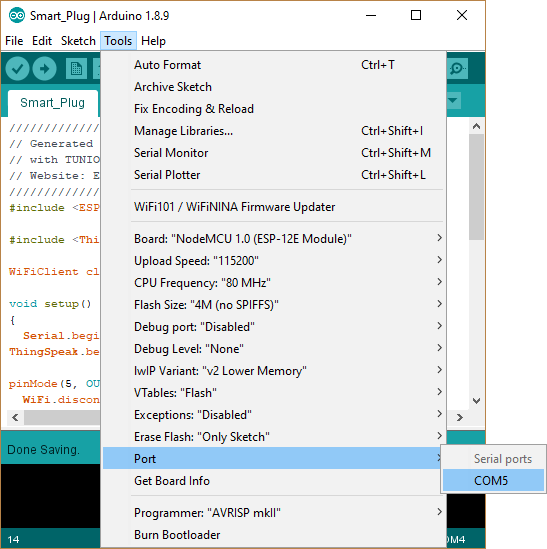 Smart_Plug | Arduino 1.8.9
File Edit Sketch Tools Help
Auto Format Ctrl+T
Archive Sketch
Fix Encoding & Reload
Manage Libraries... Ctrl+Shift+I
Serial Monitor Ctrl+Shift+M
Serial Plotter Ctrl+Shift+L
WiFi101 / WiFiNINA Firmware Updater
Board: "NodeMCU 1.0 (ESP-12E Module)"
Upload Speed: "115200"
CPU Frequency: "80 MHz"
Flash Size: "4M (no SPIFFS)"
Debug port: "Disabled"
Debug Level: "None"
lwIP Variant: "v2 Lower Memory"
VTables: "Flash"
Exceptions: "Disabled"
Erase Flash: "Only Sketch"
Port
Get Board Info
Programmer: "AVRISP mkII"
Burn Bootloader
Serial ports
COM5
Smart_Plug
/////////////
// Generated
// with TUNIO
// Website: E
/////////////
#include <ESP
#include <Thi
WiFiClient cl
void setup()
{
Serial.begi
ThingSpeak.be
pinMode(5, OU
WiFi.discon
Done Saving.
14 OM4